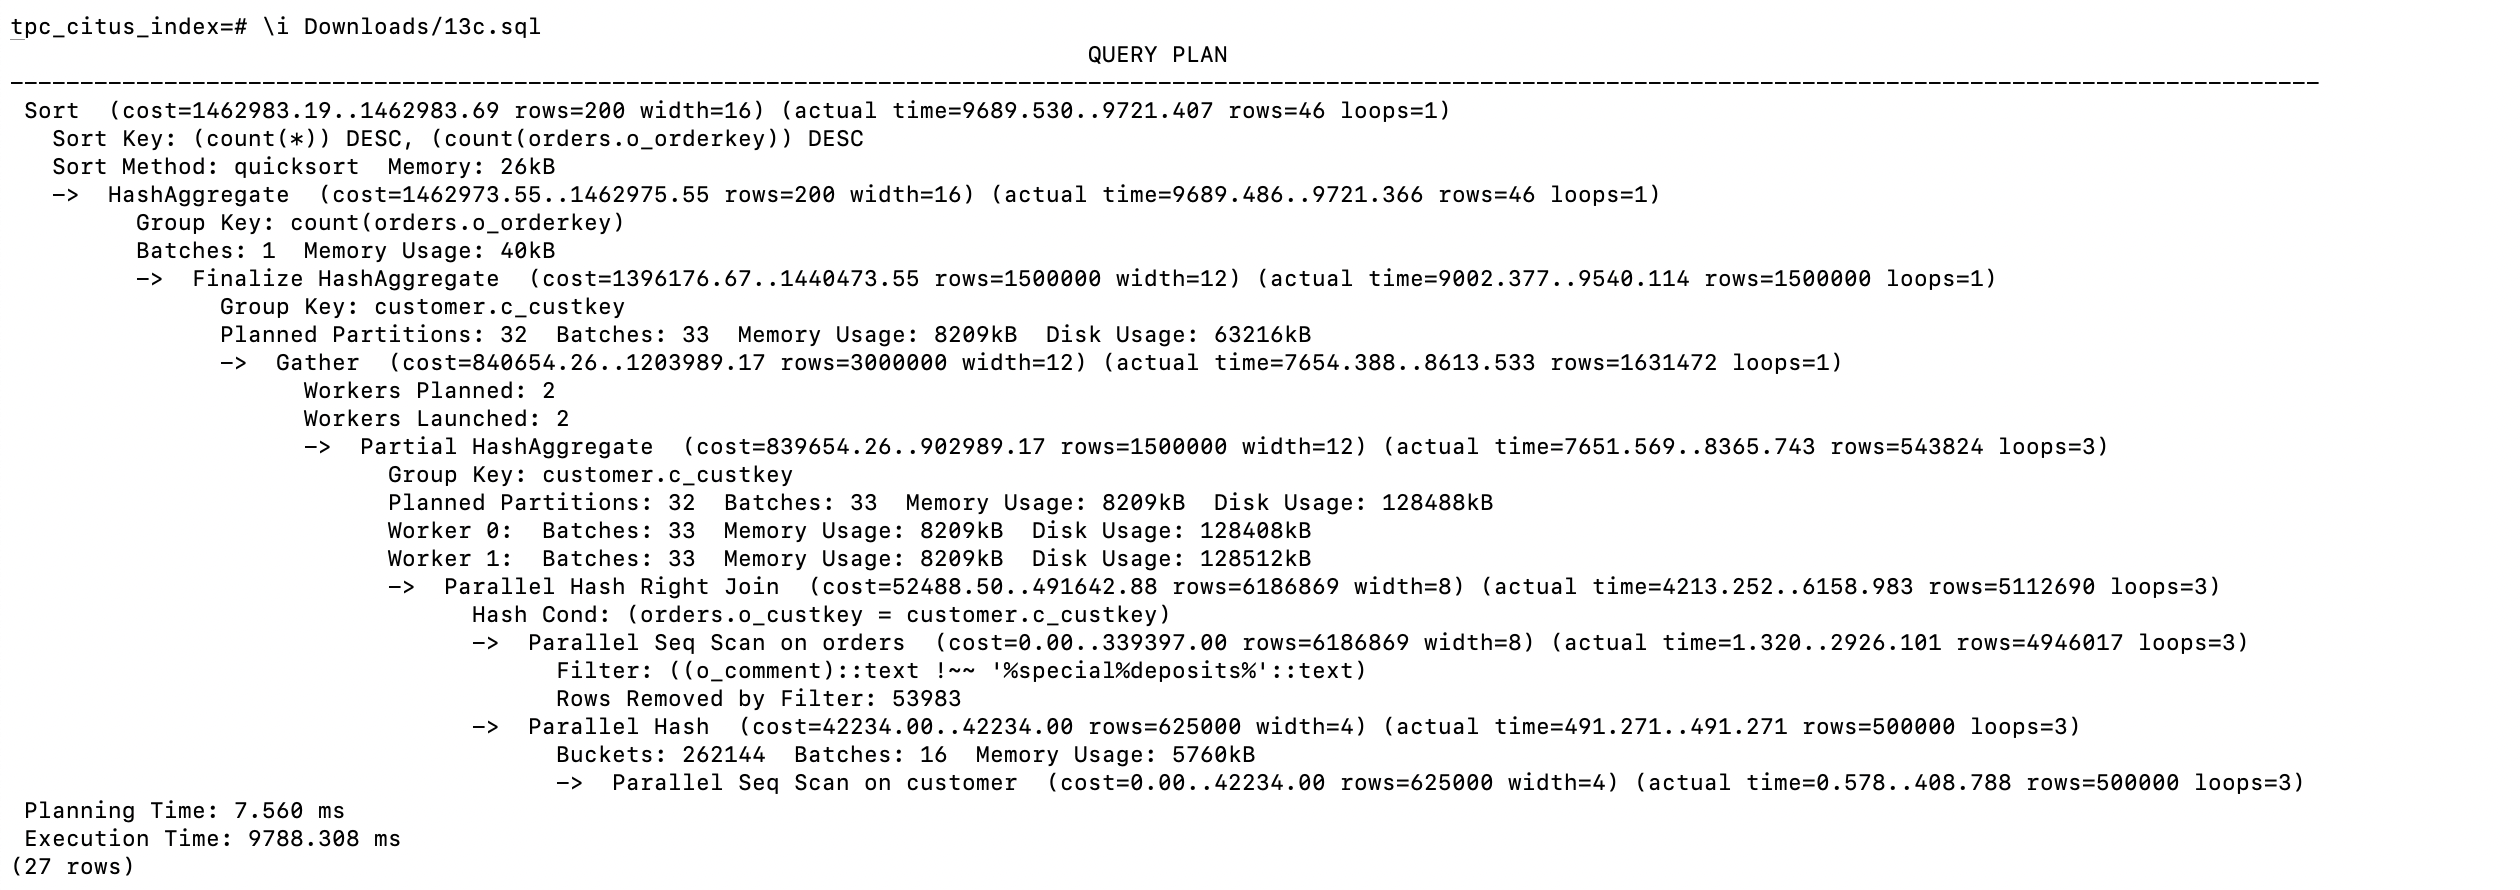 tpc_citus_index=# \i Downloads/13c.sql
QUERY PLAN
---------------------------------------------------------------------------------------------------------------------------------------------------------------------
Sort  (cost=1462983.19..1462983.69 rows=200 width=16) (actual time=9689.530..9721.407 rows=46 loops=1)
Sort Key: (count(*)) DESC, (count(orders.o_orderkey)) DESC
Sort Method: quicksort  Memory: 26kB
->  HashAggregate  (cost=1462973.55..1462975.55 rows=200 width=16) (actual time=9689.486..9721.366 rows=46 loops=1)
Group Key: count(orders.o_orderkey)
Batches: 1  Memory Usage: 40kB
->  Finalize HashAggregate  (cost=1396176.67..1440473.55 rows=1500000 width=12) (actual time=9002.377..9540.114 rows=1500000 loops=1)
Group Key: customer.c_custkey
Planned Partitions: 32  Batches: 33  Memory Usage: 8209kB  Disk Usage: 63216kB
->  Gather  (cost=840654.26..1203989.17 rows=3000000 width=12) (actual time=7654.388..8613.533 rows=1631472 loops=1)
Workers Planned: 2
Workers Launched: 2
->  Partial HashAggregate  (cost=839654.26..902989.17 rows=1500000 width=12) (actual time=7651.569..8365.743 rows=543824 loops=3)
Group Key: customer.c_custkey
Planned Partitions: 32  Batches: 33  Memory Usage: 8209kB  Disk Usage: 128488kB
Worker 0:  Batches: 33  Memory Usage: 8209kB  Disk Usage: 128408kB
Worker 1:  Batches: 33  Memory Usage: 8209kB  Disk Usage: 128512kB
->  Parallel Hash Right Join  (cost=52488.50..491642.88 rows=6186869 width=8) (actual time=4213.252..6158.983 rows=5112690 loops=3)
Hash Cond: (orders.o_custkey = customer.c_custkey)
->  Parallel Seq Scan on orders  (cost=0.00..339397.00 rows=6186869 width=8) (actual time=1.320..2926.101 rows=4946017 loops=3)
Filter: ((o_comment)::text !~~ '%special%deposits%'::text)
Rows Removed by Filter: 53983
->  Parallel Hash  (cost=42234.00..42234.00 rows=625000 width=4) (actual time=491.271..491.271 rows=500000 loops=3)
Buckets: 262144  Batches: 16  Memory Usage: 5760kB
->  Parallel Seq Scan on customer  (cost=0.00..42234.00 rows=625000 width=4) (actual time=0.578..408.788 rows=500000 loops=3)
Planning Time: 7.560 ms
Execution Time: 9788.308 ms
(27 rows)